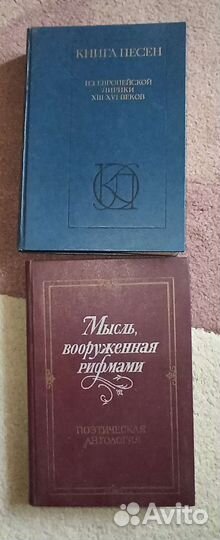 КНИГА ПЕСЕН
ИЗ ЕВРОПЕЙСКОЙ
ЛИРИКИ
XIII-XVI ВЕКОВ
Мысль,
вооруженная
рифмами
ПОЭТИЧЕСКАЯ
АНТОЛОГИЯ
Avito